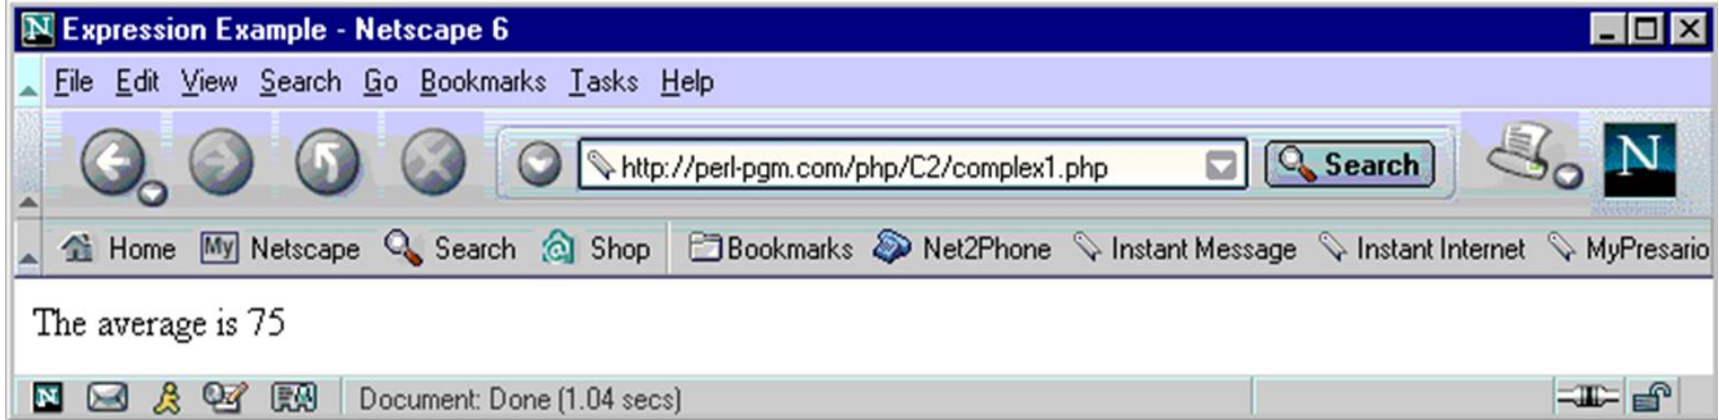 N Expression Example - Netscape 6
File Edit View Search Go Bookmarks Tasks Help
http://perl-pgm.com/php/C2/complex1.php Search N
Home My Netscape Search Shop Bookmarks Net2Phone Instant Message Instant Internet MyPresario
The average is 75
N Document: Done (1.04 secs)